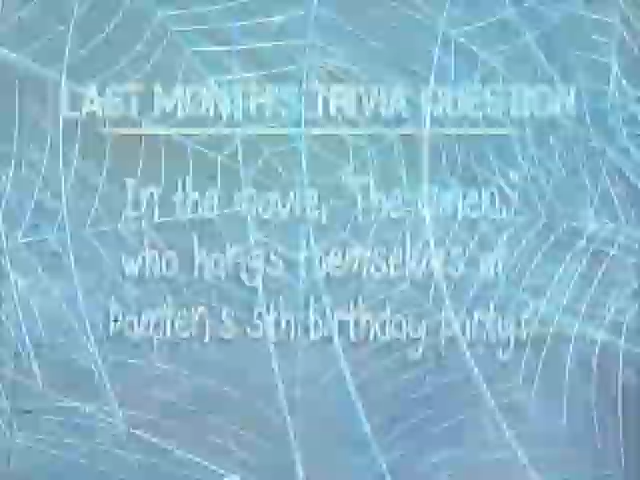 LAST MONTH'S TRIVIA QUESTION
In the movie, "The Omen,"
who hangs themselves at
Damien's 5th birthday party?